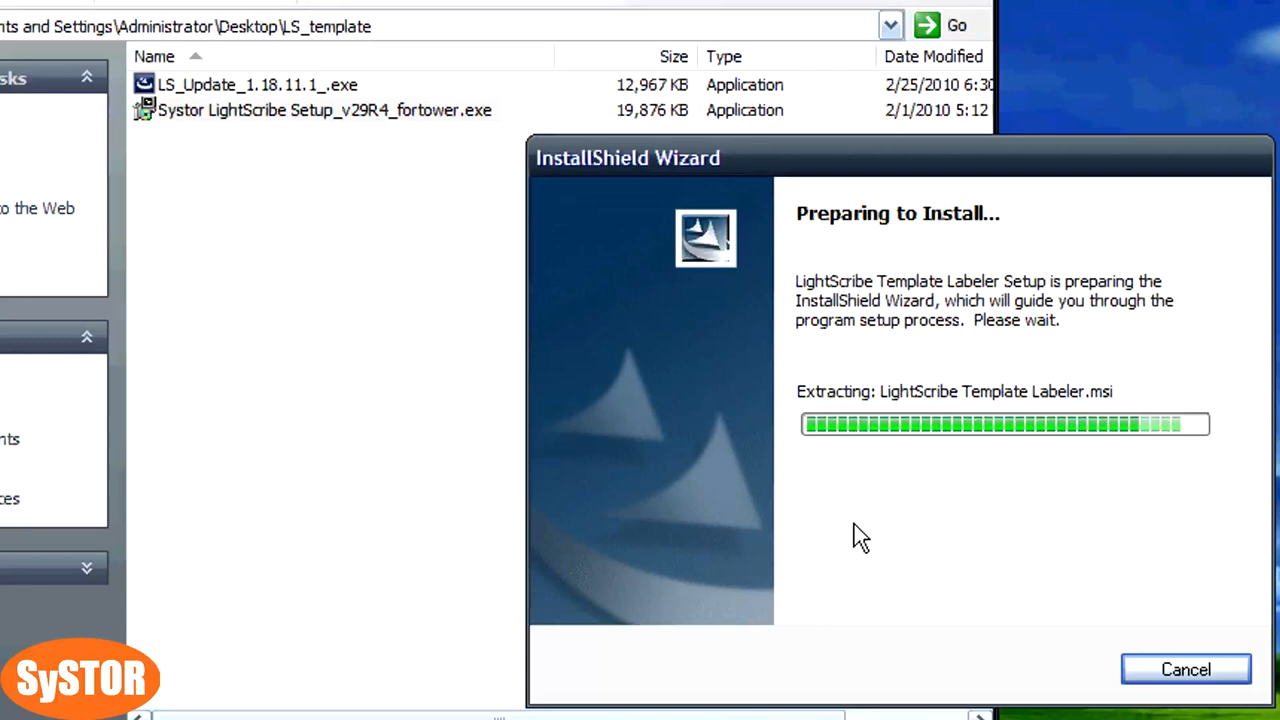 nts and Settings\Administrator\Desktop\LS_template
Go
Name Size Type Date Modified
LS_Update_1.18.11.1_.exe 12,967 KB Application 2/25/2010 6:30
Systor LightScribe Setup_v29R4_fortower.exe 19,876 KB Application 2/1/2010 5:12
sks
to the Web
nts
ces
InstallShield Wizard
Preparing to Install...
LightScribe Template Labeler Setup is preparing the
InstallShield Wizard, which will guide you through the
program setup process. Please wait.
Extracting: LightScribe Template Labeler.msi
Cancel
SySTOR